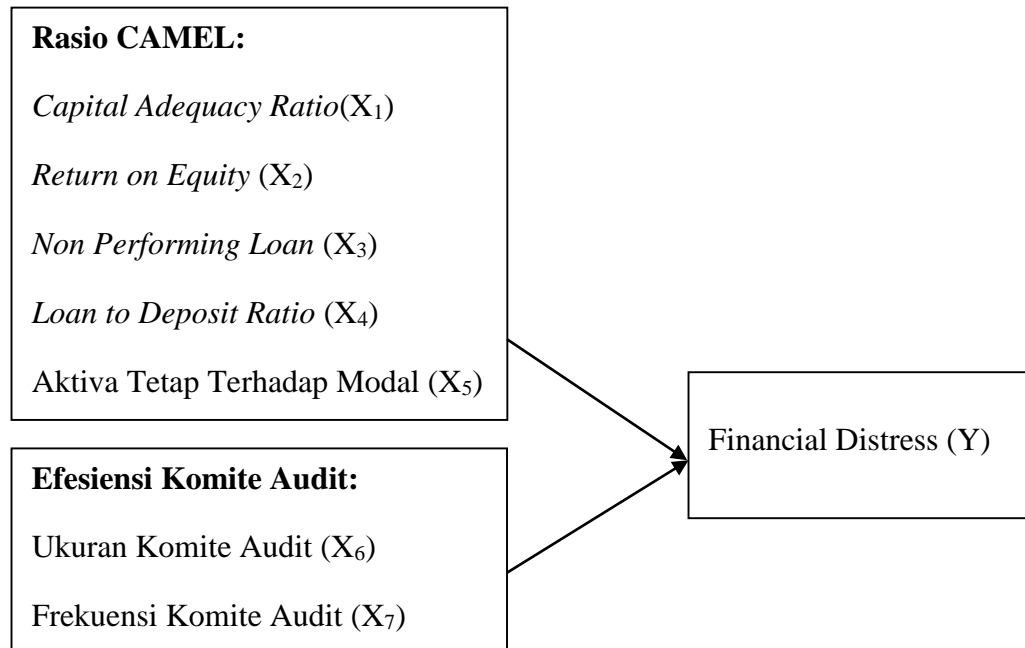 Rasio CAMEL:
Capital Adequacy Ratio(X₁)
Return on Equity (X₂)
Non Performing Loan (X₃)
Loan to Deposit Ratio (X₄)
Aktiva Tetap Terhadap Modal (X₅)
Efesiensi Komite Audit:
Ukuran Komite Audit (X₆)
Frekuensi Komite Audit (X₇)
Financial Distress (Y)